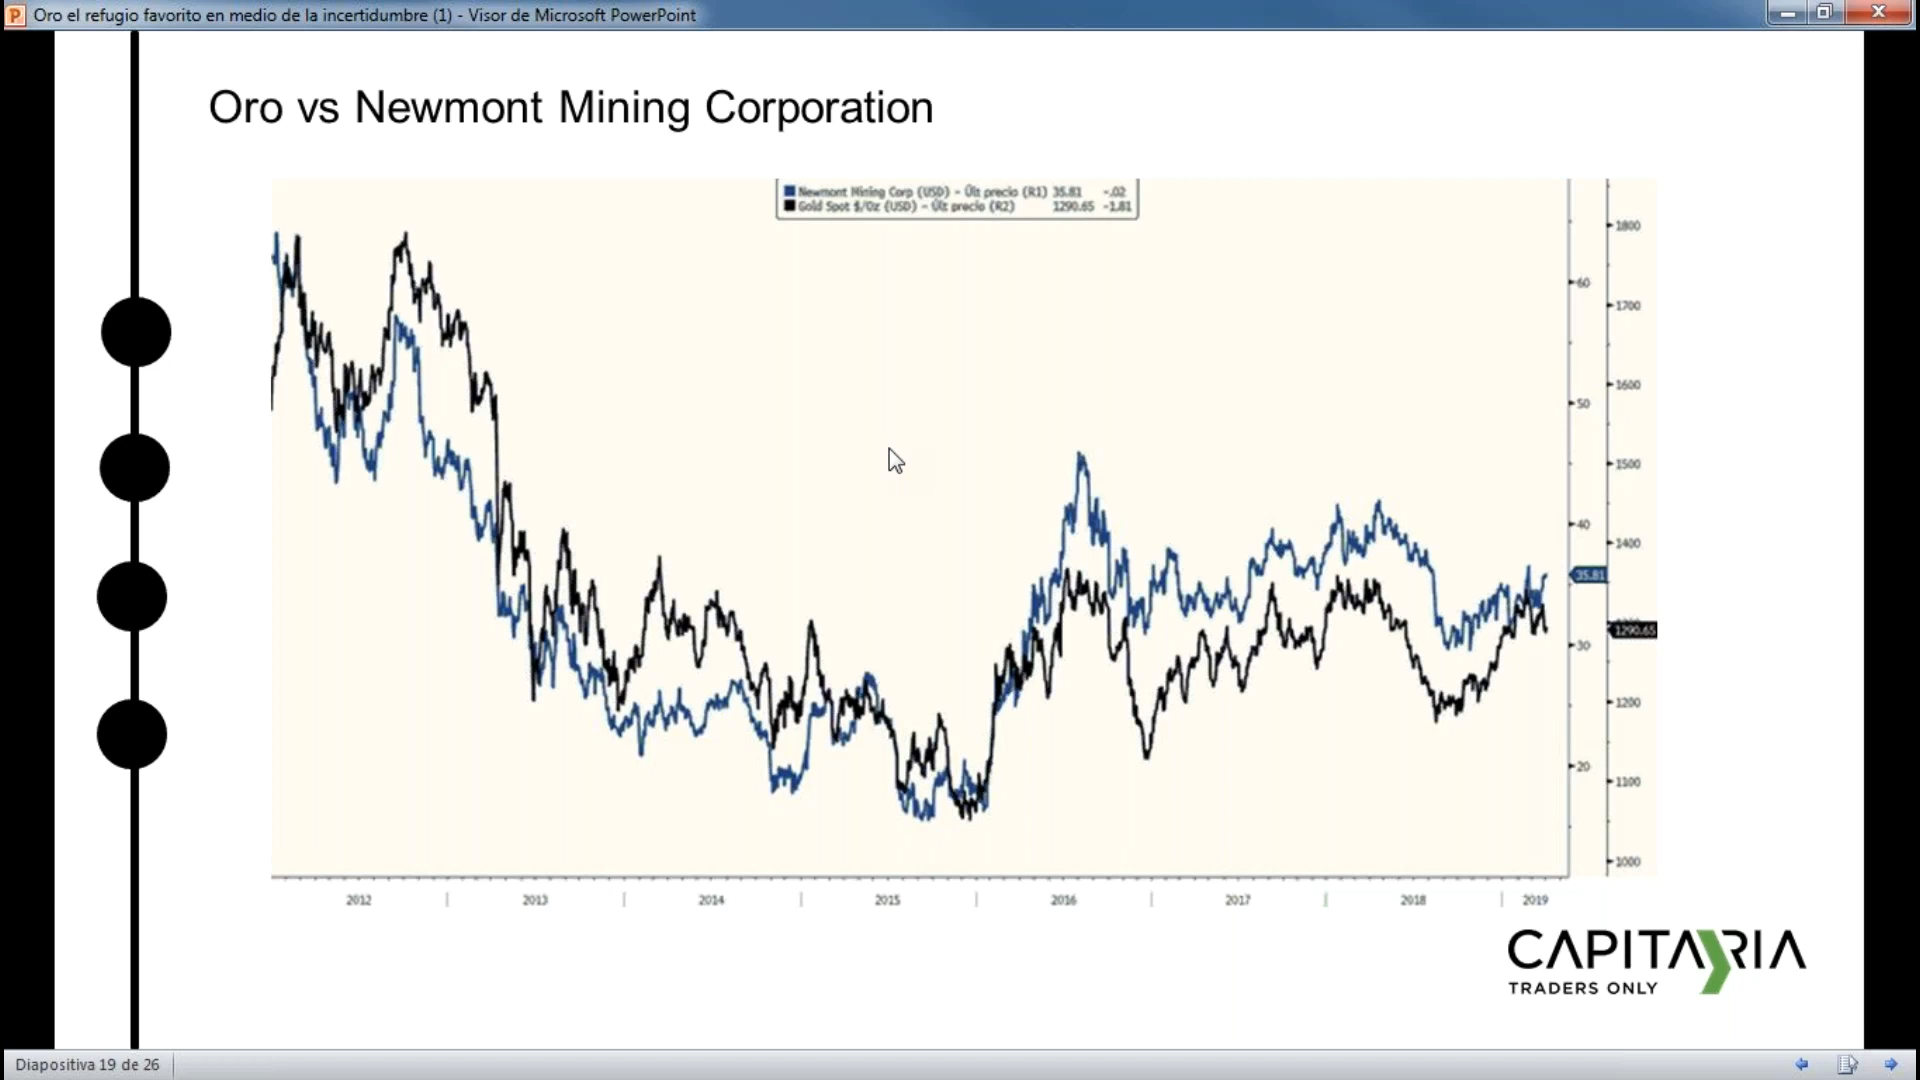 Oro el refugio favorito en medio de la incertidumbre (1) - Visor de Microsoft PowerPoint
Oro vs Newmont Mining Corporation
Newmont Mining Corp (USD) - Últ precio (R1) 35.81 -.02
Gold Spot $/Oz (USD) - Últ precio (R2) 1290.65 -1.81
1800
60
1700
1600
50
1500
40
1400
35.81
1290.65
30
1200
20
1100
1000
2012 2013 2014 2015 2016 2017 2018 2019
CAPITARIA
TRADERS ONLY
Diapositiva 19 de 26